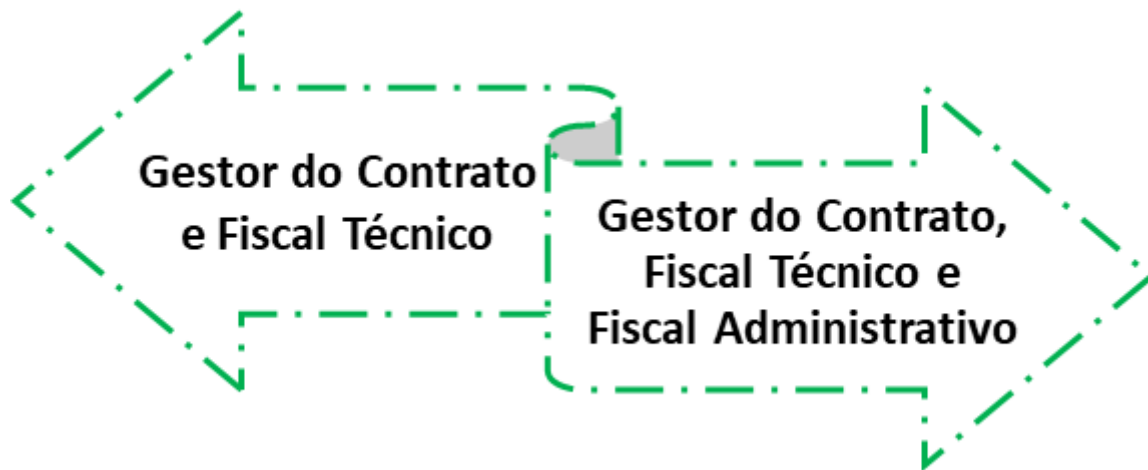 Gestor do Contrato
e Fiscal Técnico
Gestor do Contrato,
Fiscal Técnico e
Fiscal Administrativo